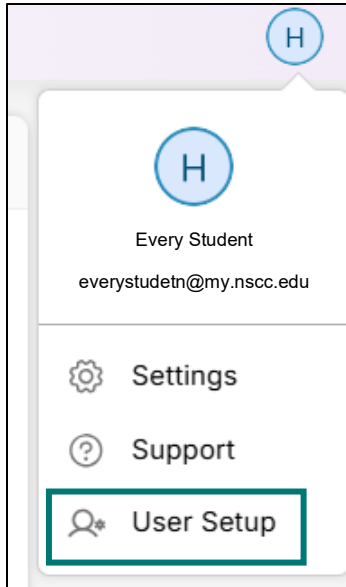 H
H
Every Student
everystudetn@my.nscc.edu
Settings
Support
User Setup